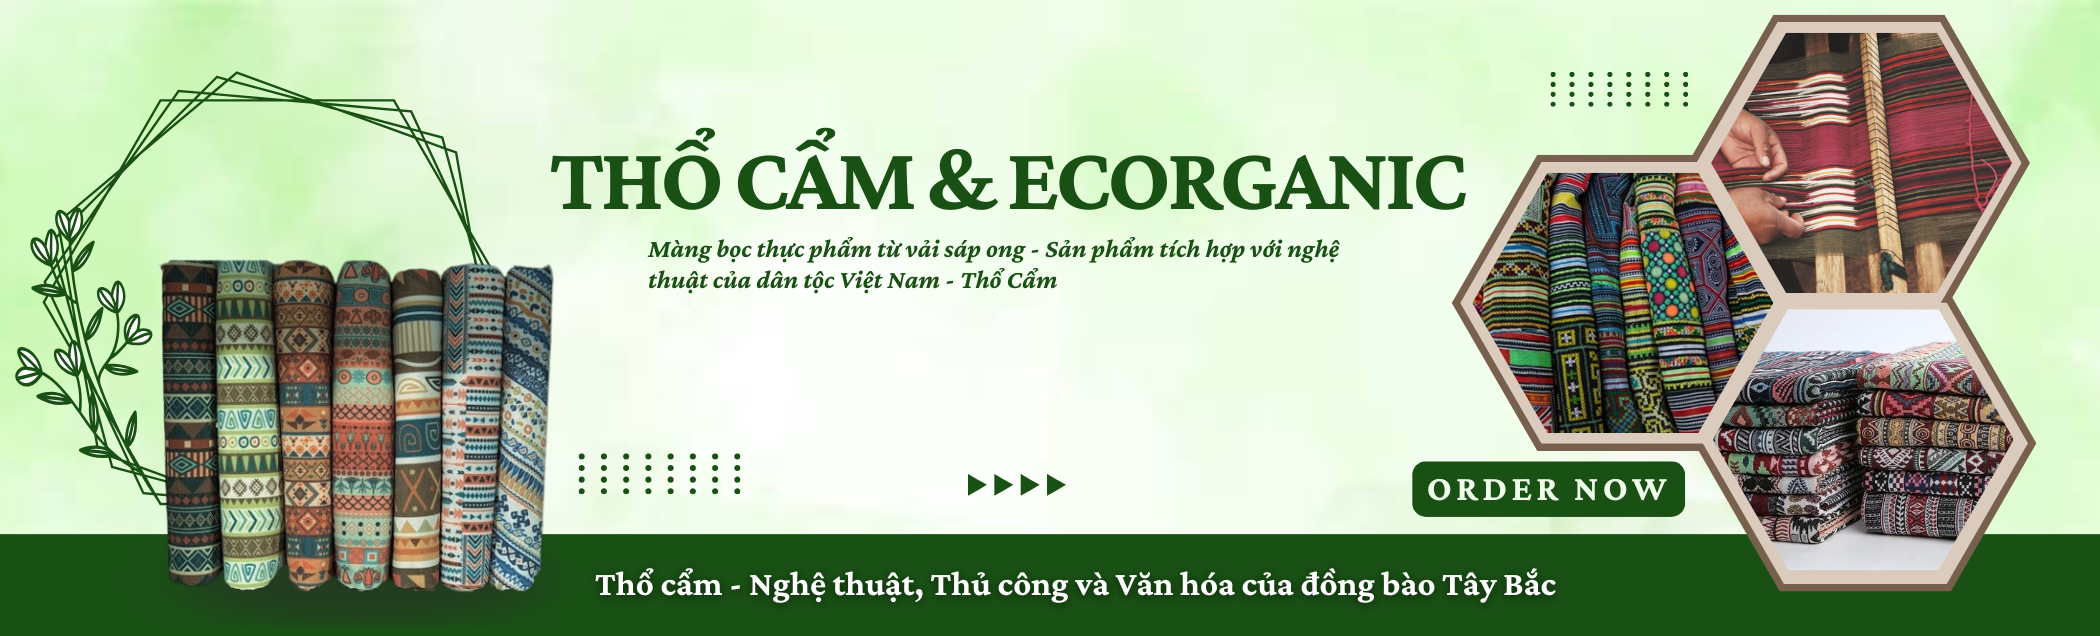 THỔ CẨM & ECORGANIC
Màng bọc thực phẩm từ vải sáp ong - Sản phẩm tích hợp với nghệ
thuật của dân tộc Việt Nam - Thổ Cẩm
ORDER NOW
Thổ cẩm - Nghệ thuật, Thủ công và Văn hóa của đồng bào Tây Bắc